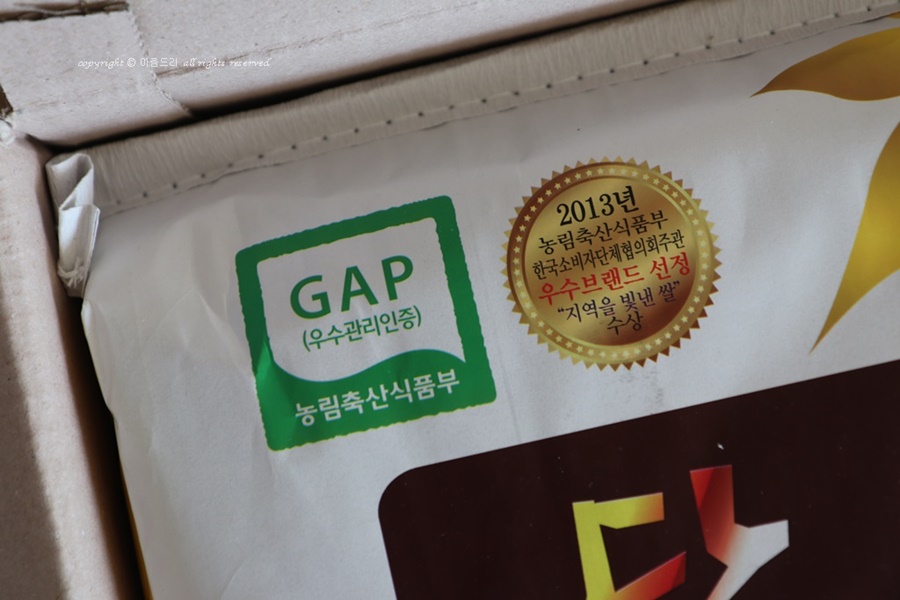 copyright © 이음도리 all rights reserved
GAP
(우수관리인증)
농림축산식품부
2013년
농림축산식품부
한국소비자단체협의회주관
우수브랜드 선정
"지역을 빛낸 쌀"
수상